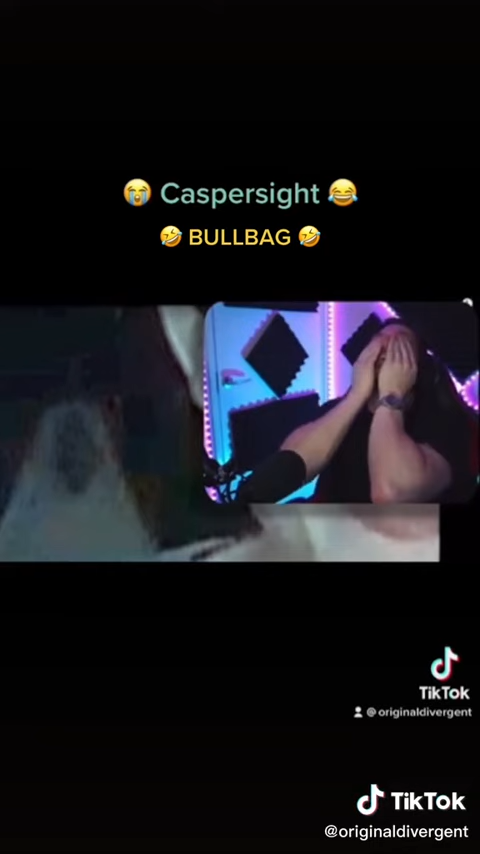 😭 Caspersight 😂
🤣 BULLBAG 🤣
TikTok
@originaldivergent
TikTok
@originaldivergent